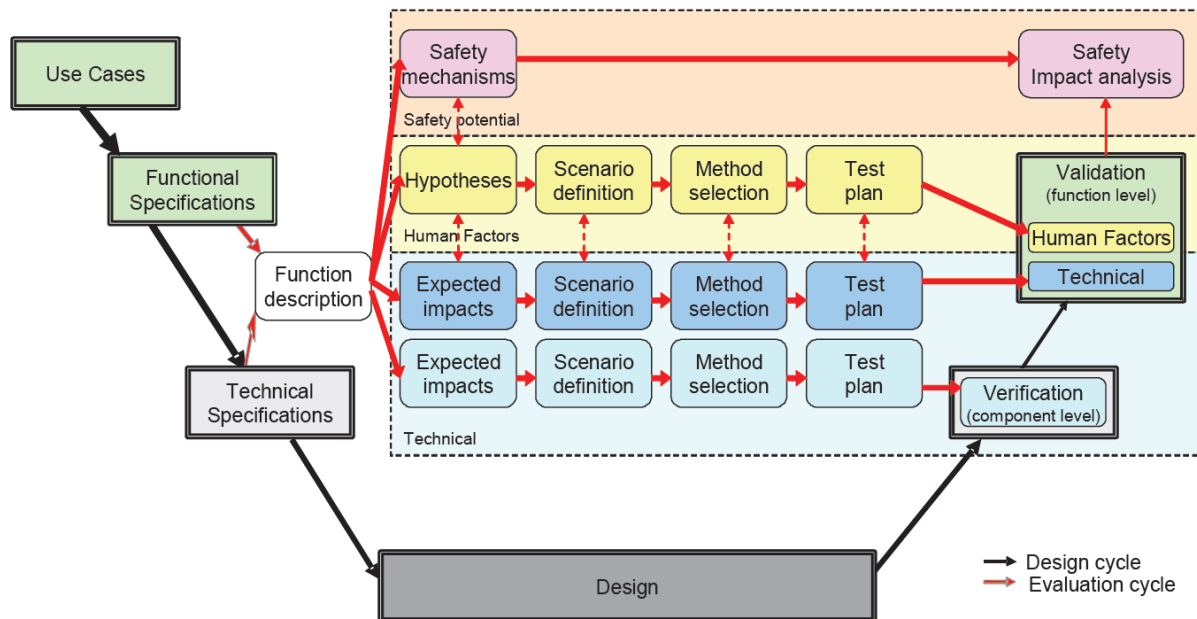 Use Cases
Functional
Specifications
Function
description
Technical
Specifications
Safety
mechanisms
Safety
Impact analysis
Safety potential
Hypotheses
Scenario
definition
Method
selection
Test
plan
Validation
(function level)
Human Factors
Technical
Human Factors
Expected
impacts
Scenario
definition
Method
selection
Test
plan
Expected
impacts
Scenario
definition
Method
selection
Test
plan
Verification
(component level)
Technical
Design
Design cycle
Evaluation cycle